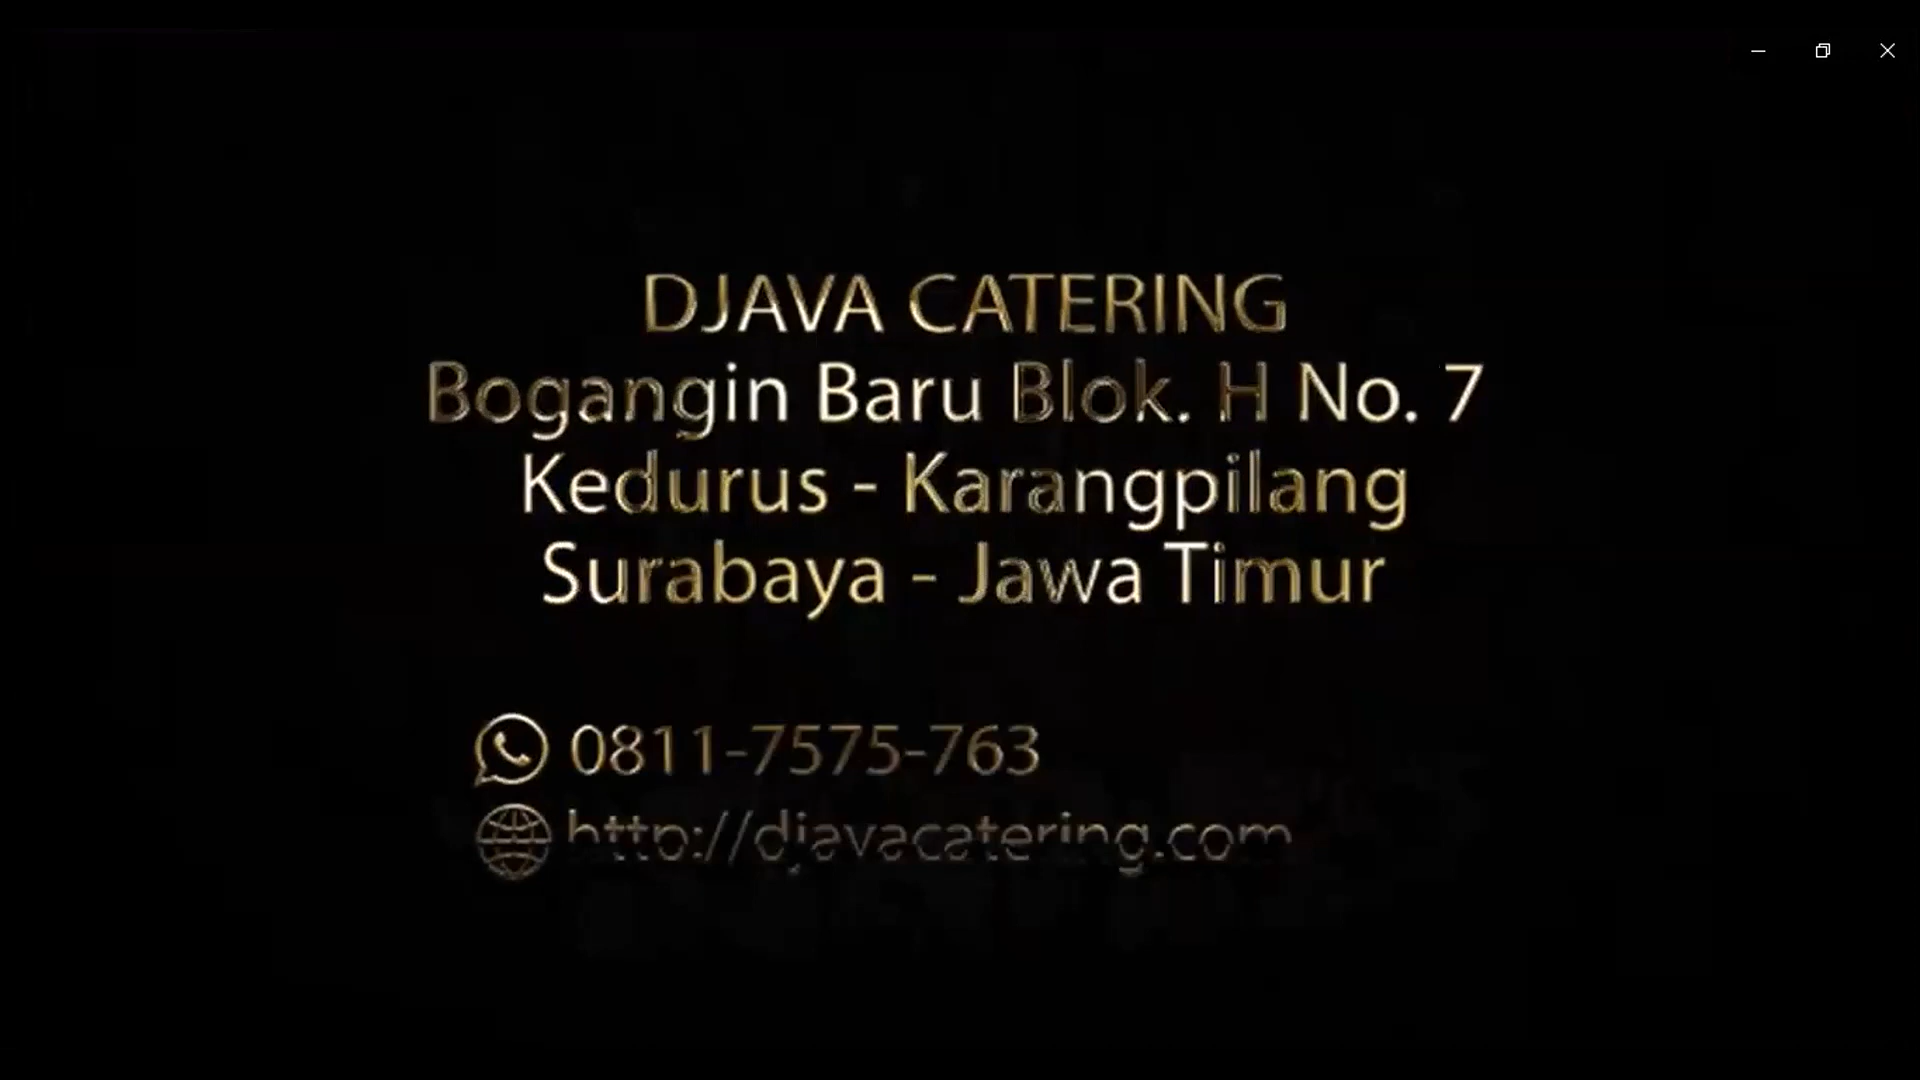 DJAVA CATERING
Bogangin Baru Blok. H No. 7
Kedurus - Karangpilang
Surabaya - Jawa Timur
0811-7575-763
http://djavacatering.com